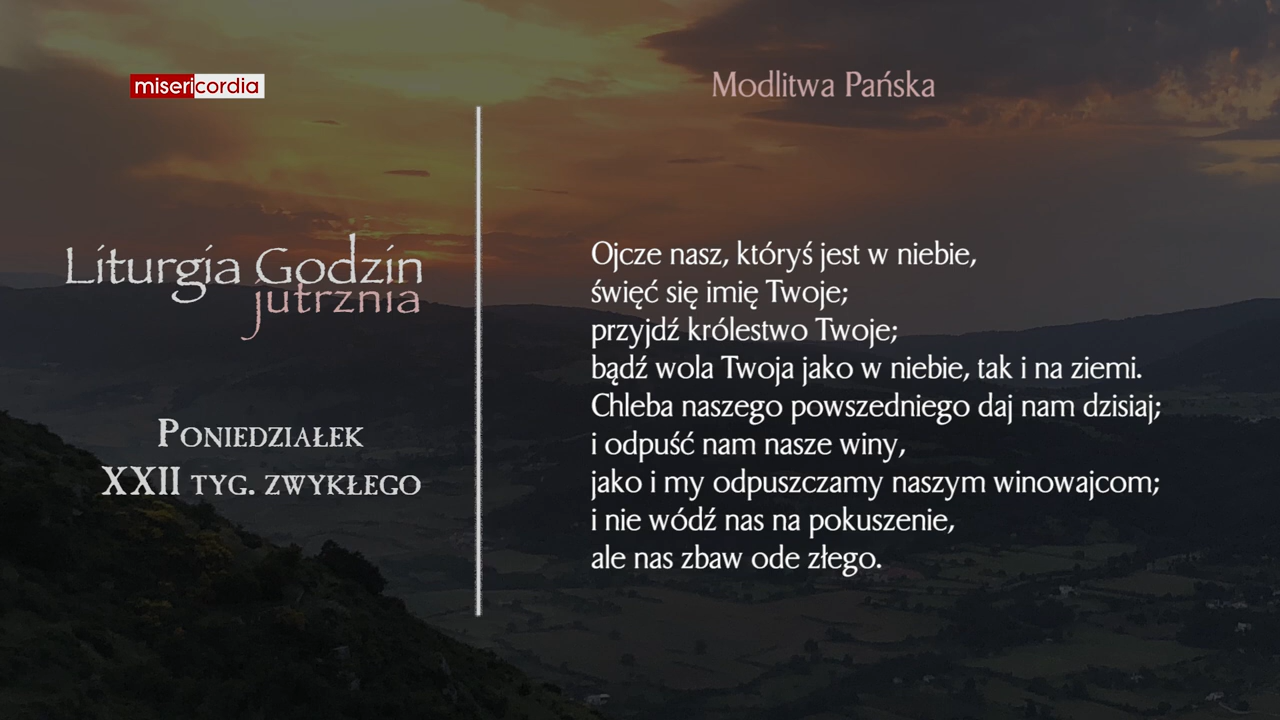 misericordia
Liturgia Godzin
jutrznia
Poniedziałek
XXII tyg. zwykłego
Modlitwa Pańska
Ojcze nasz, któryś jest w niebie,
święć się imię Twoje;
przyjdź królestwo Twoje;
bądź wola Twoja jako w niebie, tak i na ziemi.
Chleba naszego powszedniego daj nam dzisiaj;
i odpuść nam nasze winy,
jako i my odpuszczamy naszym winowajcom;
i nie wódź nas na pokuszenie,
ale nas zbaw ode złego.